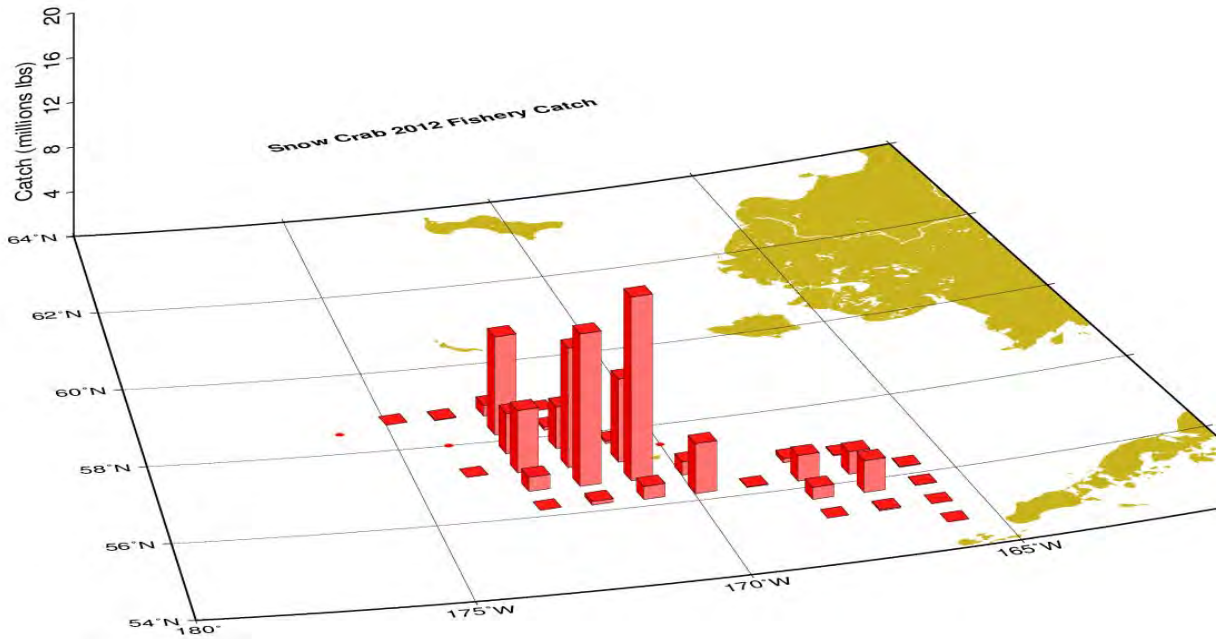 20
16
12
8
4
Catch (millions lbs)
Snow Crab 2012 Fishery Catch
64˚N
62˚N
60˚N
58˚N
56˚N
54˚N
180˚
175˚W
170˚W
165˚W